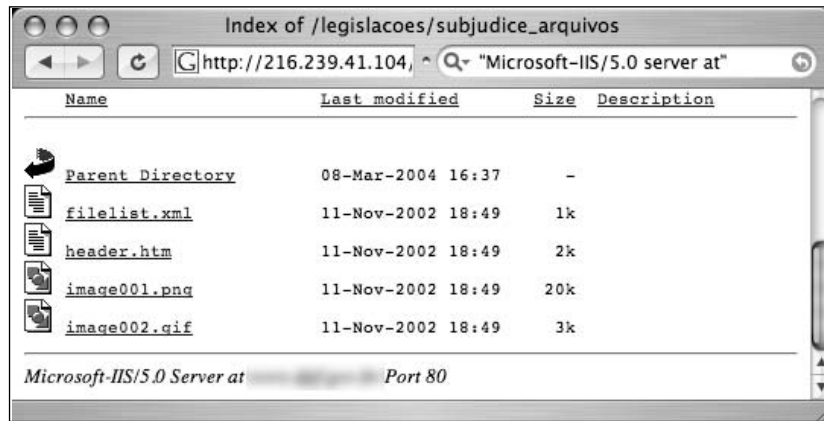 Index of /legislacoes/subjudice_arquivos
http://216.239.41.104, "Microsoft-IIS/5.0 server at"
Name Last modified Size Description
Parent Directory 08-Mar-2004 16:37 -
filelist.xml 11-Nov-2002 18:49 1k
header.htm 11-Nov-2002 18:49 2k
image001.png 11-Nov-2002 18:49 20k
image002.gif 11-Nov-2002 18:49 3k
Microsoft-IIS/5.0 Server at Port 80